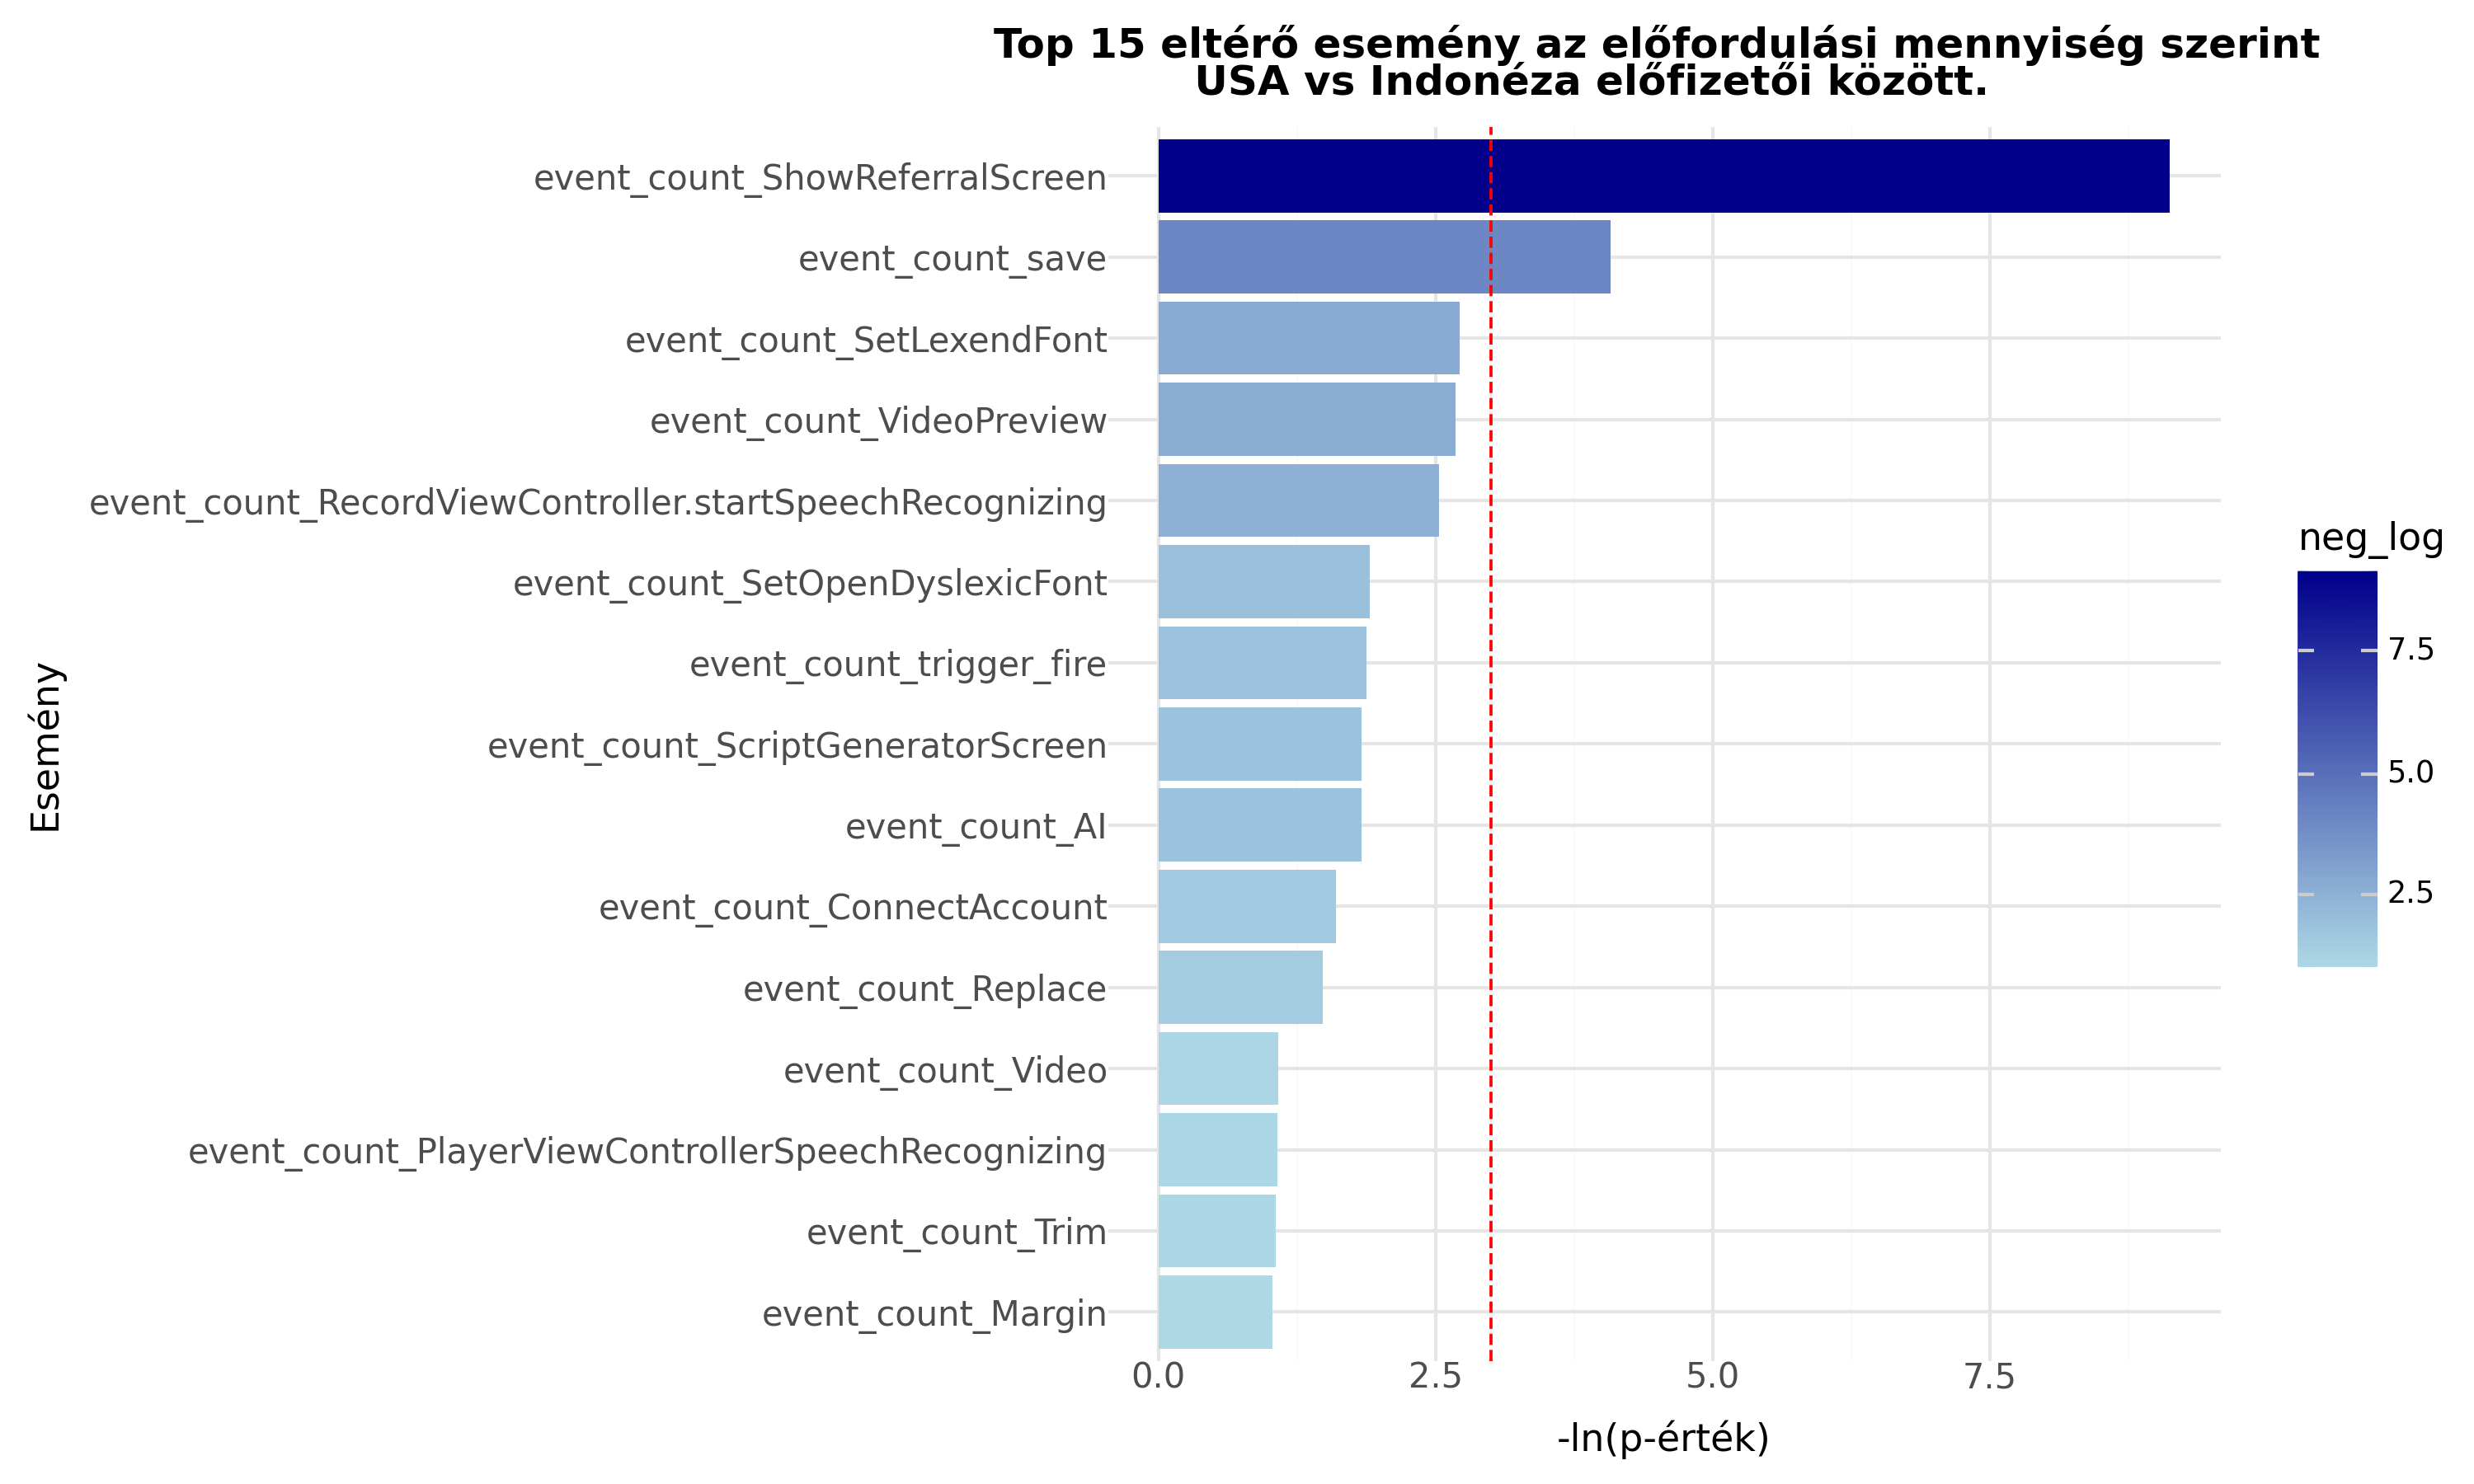 Top 15 eltérő esemény az előfordulási mennyiség szerint
USA vs Indonéza előfizetői között.
Esemény
event_count_ShowReferralScreen
event_count_save
event_count_SetLexendFont
event_count_VideoPreview
event_count_RecordViewController.startSpeechRecognizing
event_count_SetOpenDyslexicFont
event_count_trigger_fire
event_count_ScriptGeneratorScreen
event_count_AI
event_count_ConnectAccount
event_count_Replace
event_count_Video
event_count_PlayerViewControllerSpeechRecognizing
event_count_Trim
event_count_Margin
0.0 2.5 5.0 7.5
-ln(p-érték)
neg_log
7.5
5.0
2.5